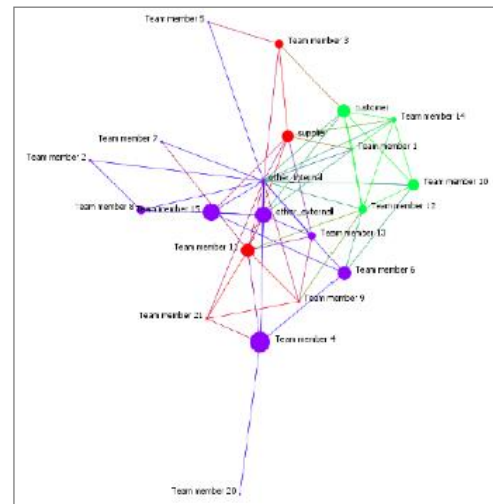 Team member 5
Team member 3
customer
Team member 14
supplier
Team member 7
Team member 1
Team member 2
other_internal
Team member 10
Team member 8
Team member 15
other_external
Team member 12
Team member 13
Team member 11
Team member 6
Team member 9
Team member 21
Team member 4
Team member 20